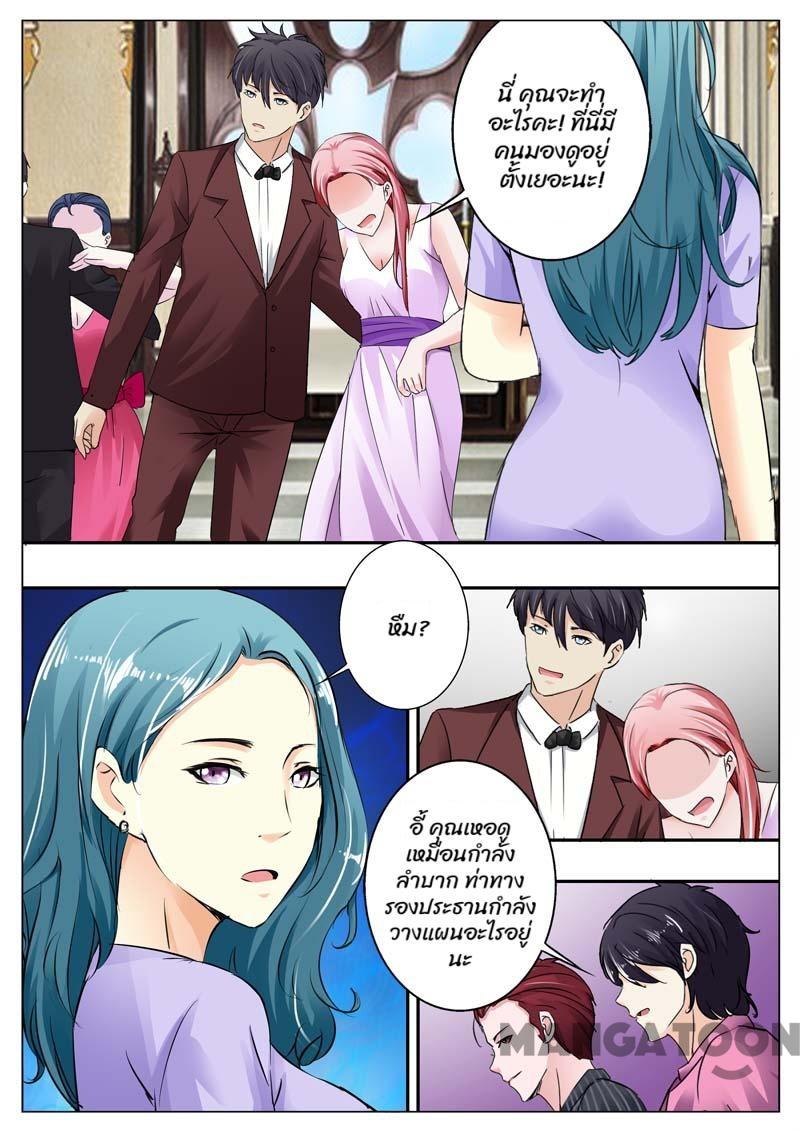 นี่ คุณจะทำ
อะไรคะ! ที่นี่มี
คนมองดูอยู่
ตั้งเยอะนะ!
หืม?
อี้ คุณเหอดู
เหมือนกำลัง
ลำบาก ท่าทาง
รองประธานกำลัง
วางแผนอะไรอยู่
นะ
MANGATOON